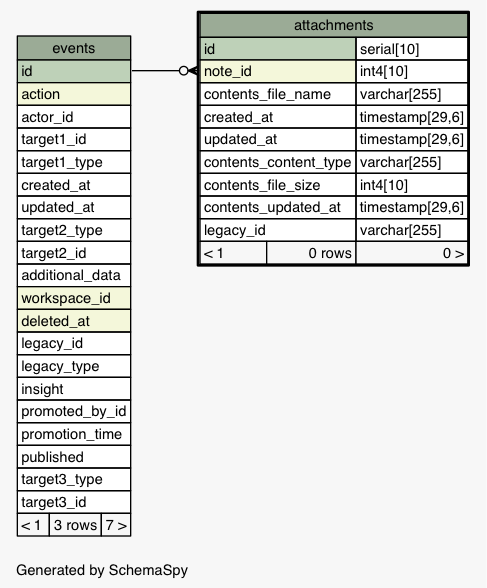 events
id
action
actor_id
target1_id
target1_type
created_at
updated_at
target2_type
target2_id
additional_data
workspace_id
deleted_at
legacy_id
legacy_type
insight
promoted_by_id
promotion_time
published
target3_type
target3_id
< 1 3 rows 7 >
attachments
id serial[10]
note_id int4[10]
contents_file_name varchar[255]
created_at timestamp[29,6]
updated_at timestamp[29,6]
contents_content_type varchar[255]
contents_file_size int4[10]
contents_updated_at timestamp[29,6]
legacy_id varchar[255]
< 1 0 rows 0 >
Generated by SchemaSpy